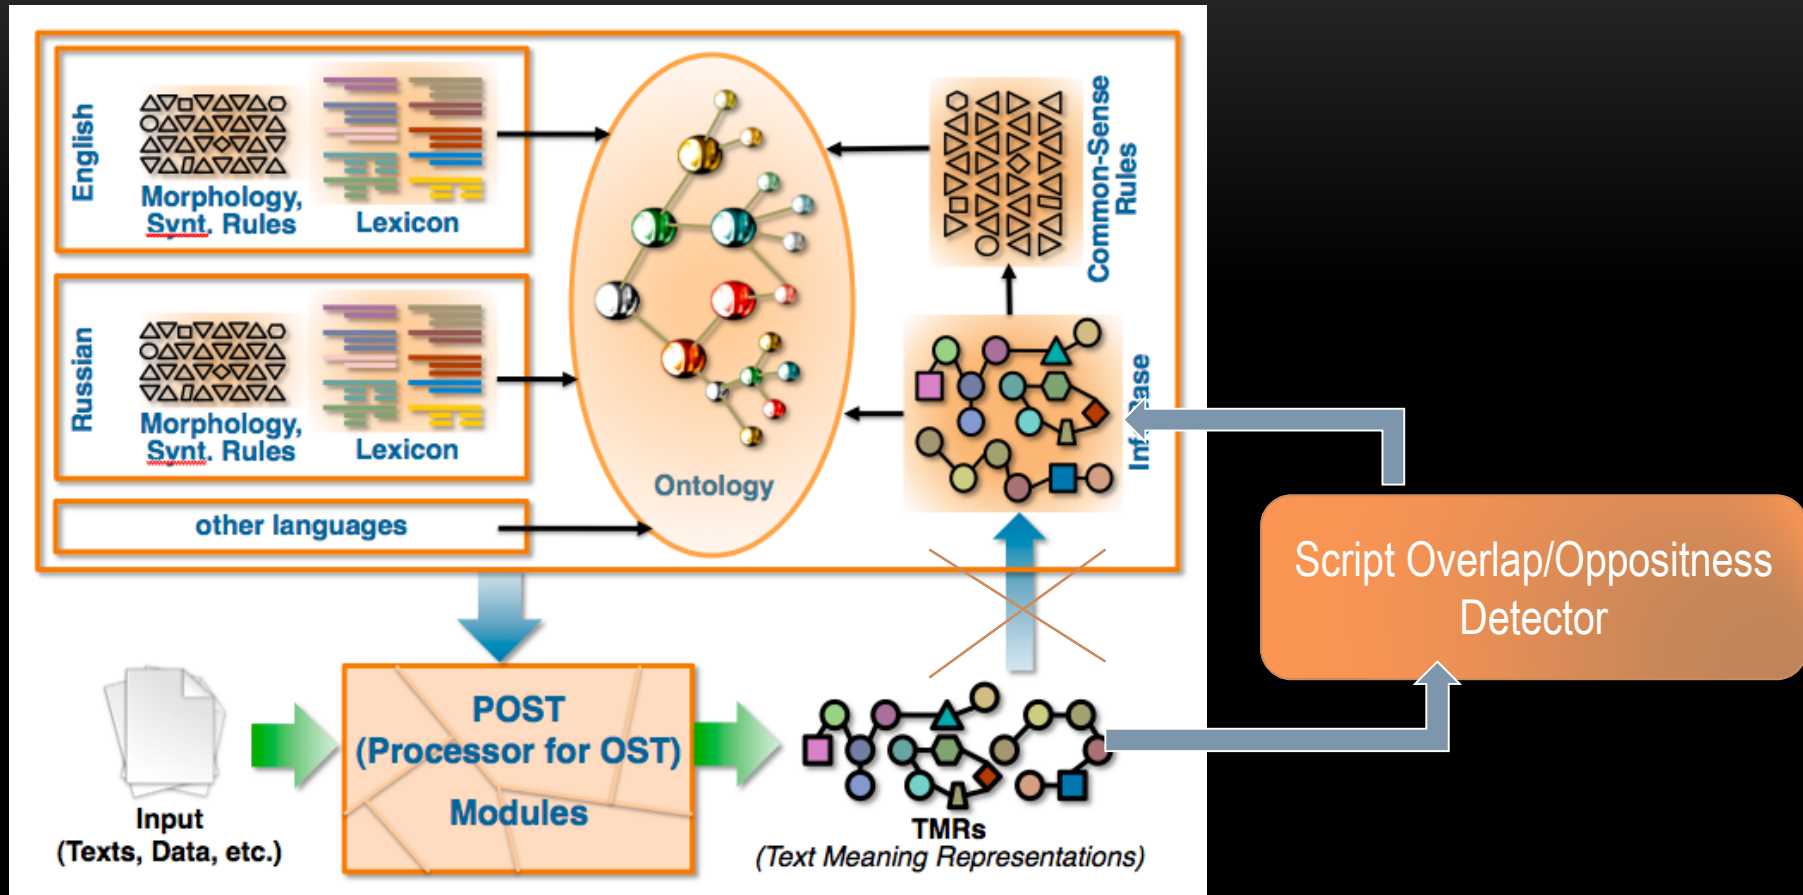 English
Morphology,
Synt. Rules
Lexicon
Russian
Morphology,
Synt. Rules
Lexicon
other languages
Ontology
Common-Sense
Rules
POST
(Processor for OST)
Modules
Input
(Texts, Data, etc.)
TMRs
(Text Meaning Representations)
Script Overlap/Oppositness
Detector